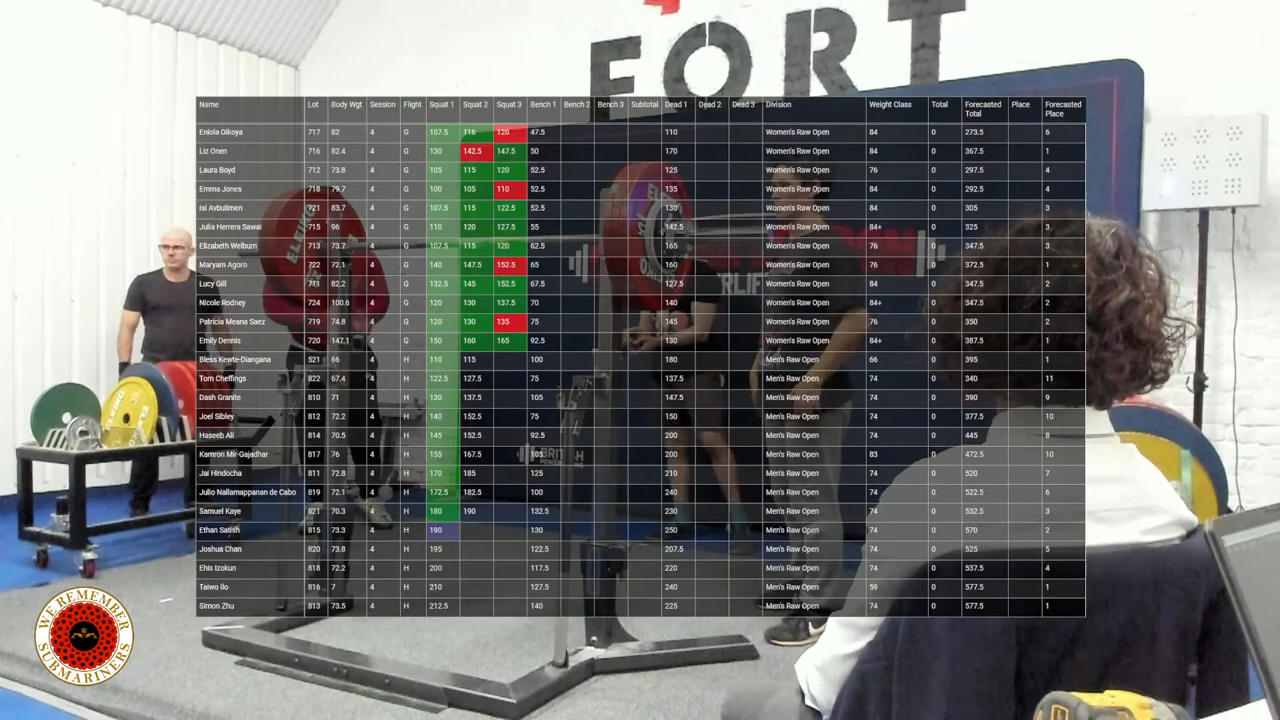 FORT
Name Lot Body Wgt Session Flight Squat 1 Squat 2 Squat 3 Bench 1 Bench 2 Bench 3 Subtotal Dead 1 Dead 2 Dead 3 Division Weight Class Total Forecasted Total Place Forecasted Place
Eniola Oikoya 717 82 4 G 107.5 116 120 47.5 110 Women's Raw Open 84 0 273.5 6
Liz Onen 716 82.4 4 G 130 142.5 147.5 50 170 Women's Raw Open 84 0 367.5 1
Laura Boyd 712 73.8 4 G 105 115 120 52.5 125 Women's Raw Open 76 0 297.5 4
Emma Jones 718 79.7 4 G 100 105 110 52.5 135 Women's Raw Open 84 0 292.5 4
Isi Avbulimen 721 83.7 4 G 107.5 115 122.5 52.5 130 Women's Raw Open 84 0 305 3
Julia Herrera Sawai 715 96 4 G 110 120 127.5 55 142.5 Women's Raw Open 84+ 0 325 3
Elizabeth Welburn 713 73.7 4 G 107.5 115 120 62.5 165 Women's Raw Open 76 0 347.5 3
Maryam Agoro 722 72.1 4 G 140 147.5 152.5 65 160 Women's Raw Open 76 0 372.5 1
Lucy Gill 711 82.2 4 G 132.5 145 152.5 67.5 127.5 Women's Raw Open 84 0 347.5 2
Nicole Rodney 724 100.6 4 G 120 130 137.5 70 140 Women's Raw Open 84+ 0 347.5 2
Patricia Meana Saez 719 74.8 4 G 120 130 135 75 145 Women's Raw Open 76 0 350 2
Emily Dennis 720 147.1 4 G 150 160 165 92.5 130 Women's Raw Open 84+ 0 387.5 1
Bless Kewte-Diangana 521 66 4 H 110 115 100 180 Men's Raw Open 66 0 395 1
Tom Cheffings 822 67.4 4 H 122.5 127.5 75 137.5 Men's Raw Open 74 0 340 11
Dash Granite 810 71 4 H 130 137.5 105 147.5 Men's Raw Open 74 0 390 9
Joel Sibley 812 72.2 4 H 140 152.5 75 150 Men's Raw Open 74 0 377.5 10
Haseeb Ali 814 70.5 4 H 145 152.5 92.5 200 Men's Raw Open 74 0 445 8
Kamron Mir-Gajadhar 817 76 4 H 155 167.5 105 200 Men's Raw Open 83 0 472.5 10
Jai Hindocha 811 72.8 4 H 170 185 125 210 Men's Raw Open 74 0 520 7
Julio Nallamappanan de Cabo 819 72.1 4 H 172.5 182.5 100 240 Men's Raw Open 74 0 522.5 6
Samuel Kaye 821 70.3 4 H 180 190 132.5 230 Men's Raw Open 74 0 552.5 3
Ethan Satish 815 73.3 4 H 190 130 250 Men's Raw Open 74 0 570 2
Joshua Chan 820 73.8 4 H 195 122.5 207.5 Men's Raw Open 74 0 525 5
Ehis Izokun 818 72.2 4 H 200 117.5 220 Men's Raw Open 74 0 537.5 4
Taiwo Ilo 816 7 4 H 210 127.5 240 Men's Raw Open 59 0 577.5 1
Simon Zhu 813 73.5 4 H 212.5 140 225 Men's Raw Open 74 0 577.5 1
WE REMEMBER
SUBMARINERS